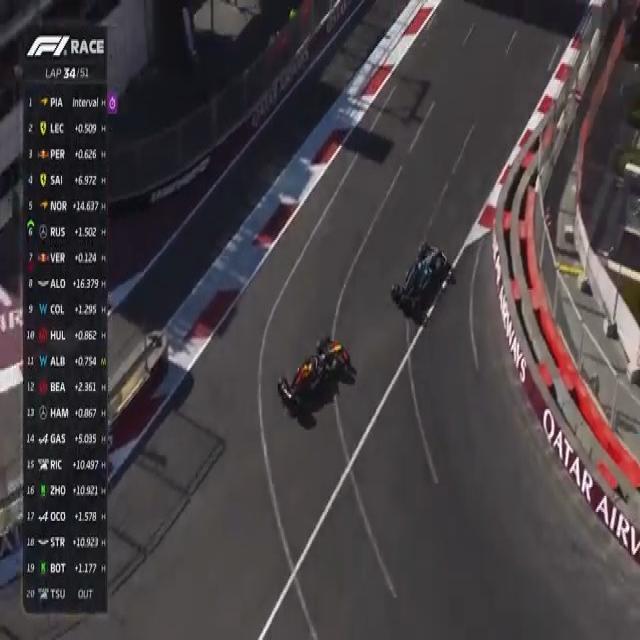 F1 RACE
LAP 34/51
1 PIA Interval H
2 LEC +0.509 H
3 PER +0.626 H
4 SAI +6.972 H
5 NOR +14.637 H
6 RUS +1.502 H
7 VER +0.124 H
8 ALO +16.379 H
9 COL +1.295 H
10 HUL +0.862 H
11 ALB +0.754 M
12 BEA +2.361 H
13 HAM +0.867 H
14 GAS +5.035 H
15 RIC +10.497 H
16 ZHO +10.921 H
17 OCO +1.578 H
18 STR +10.923 H
19 BOT +1.177 H
20 TSU OUT
QATAR AIRW
AIRWAYS